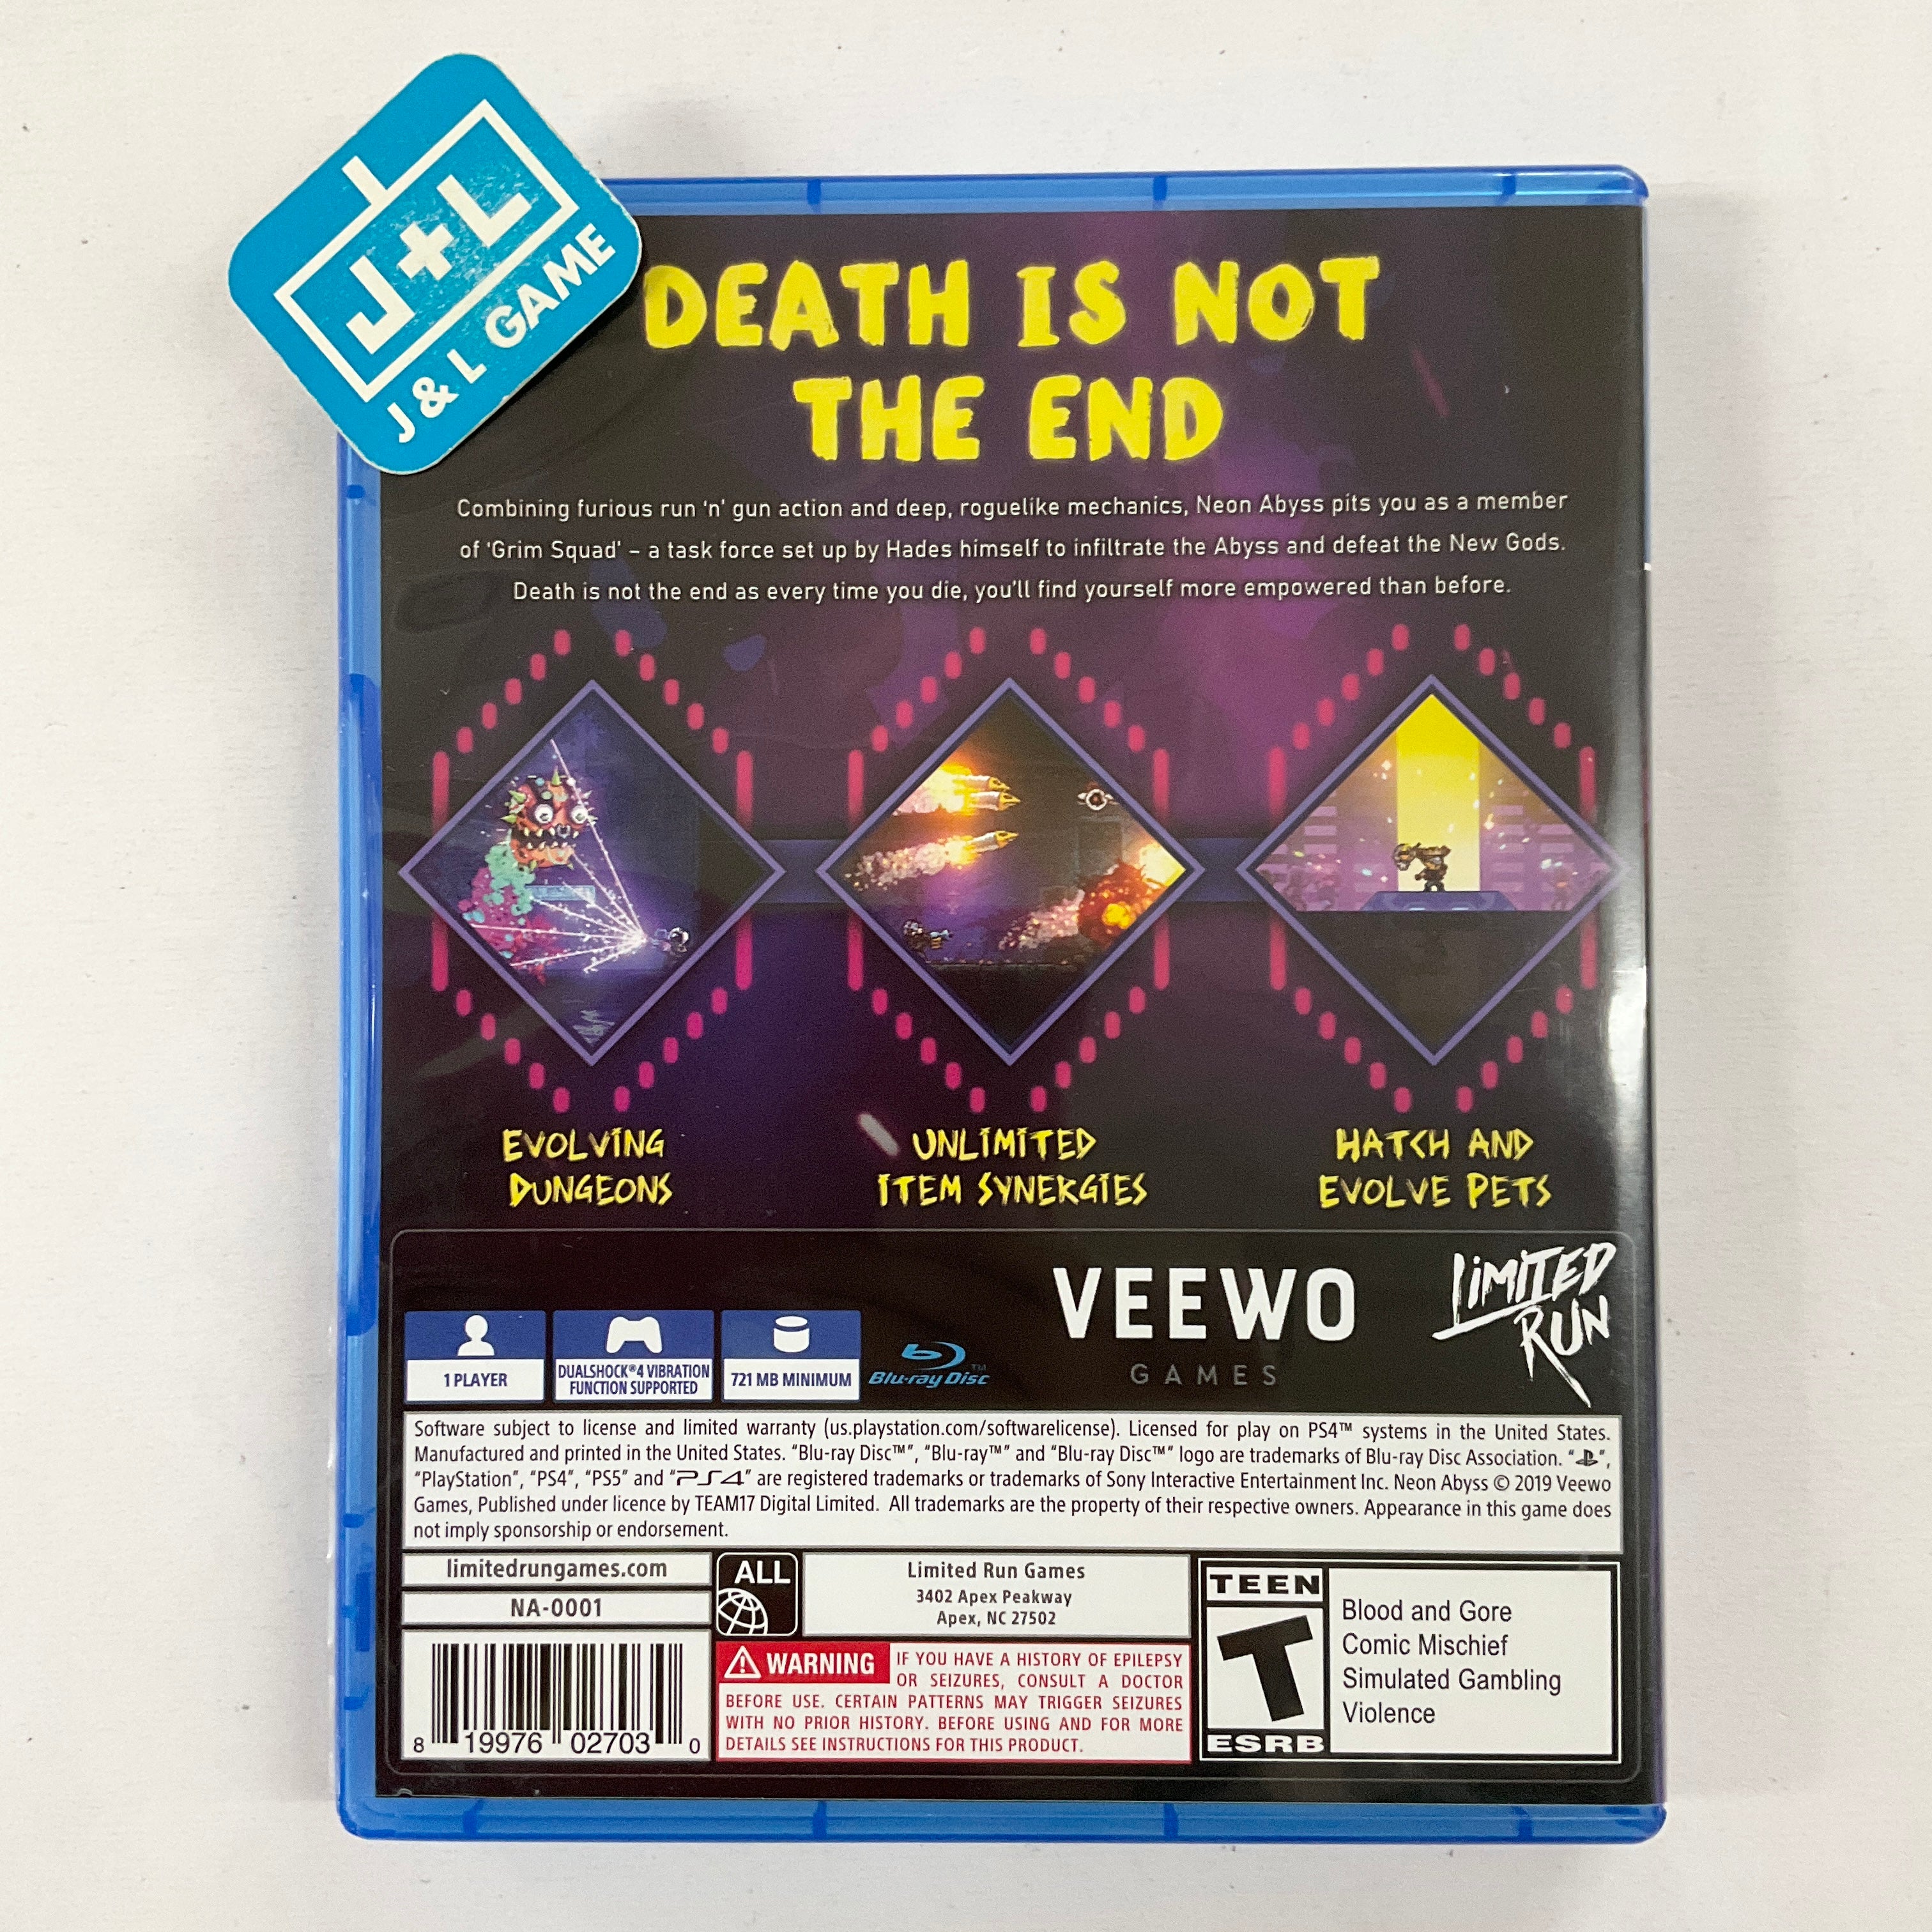 J+L
J & L GAME
DEATH IS NOT
THE END
Combining furious run 'n' gun action and deep, roguelike mechanics, Neon Abyss pits you as a member
of 'Grim Squad' – a task force set up by Hades himself to infiltrate the Abyss and defeat the New Gods.
Death is not the end as every time you die, you'll find yourself more empowered than before.
EVOLVING
DUNGEONS
UNLIMITED
ITEM SYNERGIES
HATCH AND
EVOLVE PETS
1 PLAYER
DUALSHOCK®4 VIBRATION
FUNCTION SUPPORTED
721 MB MINIMUM
Blu-ray Disc™
VEEWO
GAMES
LIMITED
RUN
Software subject to license and limited warranty (us.playstation.com/softwarelicense). Licensed for play on PS4™ systems in the United States.
Manufactured and printed in the United States. "Blu-ray Disc™", "Blu-ray™" and "Blu-ray Disc™" logo are trademarks of Blu-ray Disc Association. "",
"PlayStation", "PS4", "PS5" and "PS4" are registered trademarks or trademarks of Sony Interactive Entertainment Inc. Neon Abyss © 2019 Veewo
Games, Published under licence by TEAM17 Digital Limited. All trademarks are the property of their respective owners. Appearance in this game does
not imply sponsorship or endorsement.
limitedrungames.com
NA-0001
8 19976 02703 0
ALL
Limited Run Games
3402 Apex Peakway
Apex, NC 27502
WARNING IF YOU HAVE A HISTORY OF EPILEPSY
OR SEIZURES, CONSULT A DOCTOR
BEFORE USE. CERTAIN PATTERNS MAY TRIGGER SEIZURES
WITH NO PRIOR HISTORY. BEFORE USING AND FOR MORE
DETAILS SEE INSTRUCTIONS FOR THIS PRODUCT.
TEEN
T
ESRB
Blood and Gore
Comic Mischief
Simulated Gambling
Violence